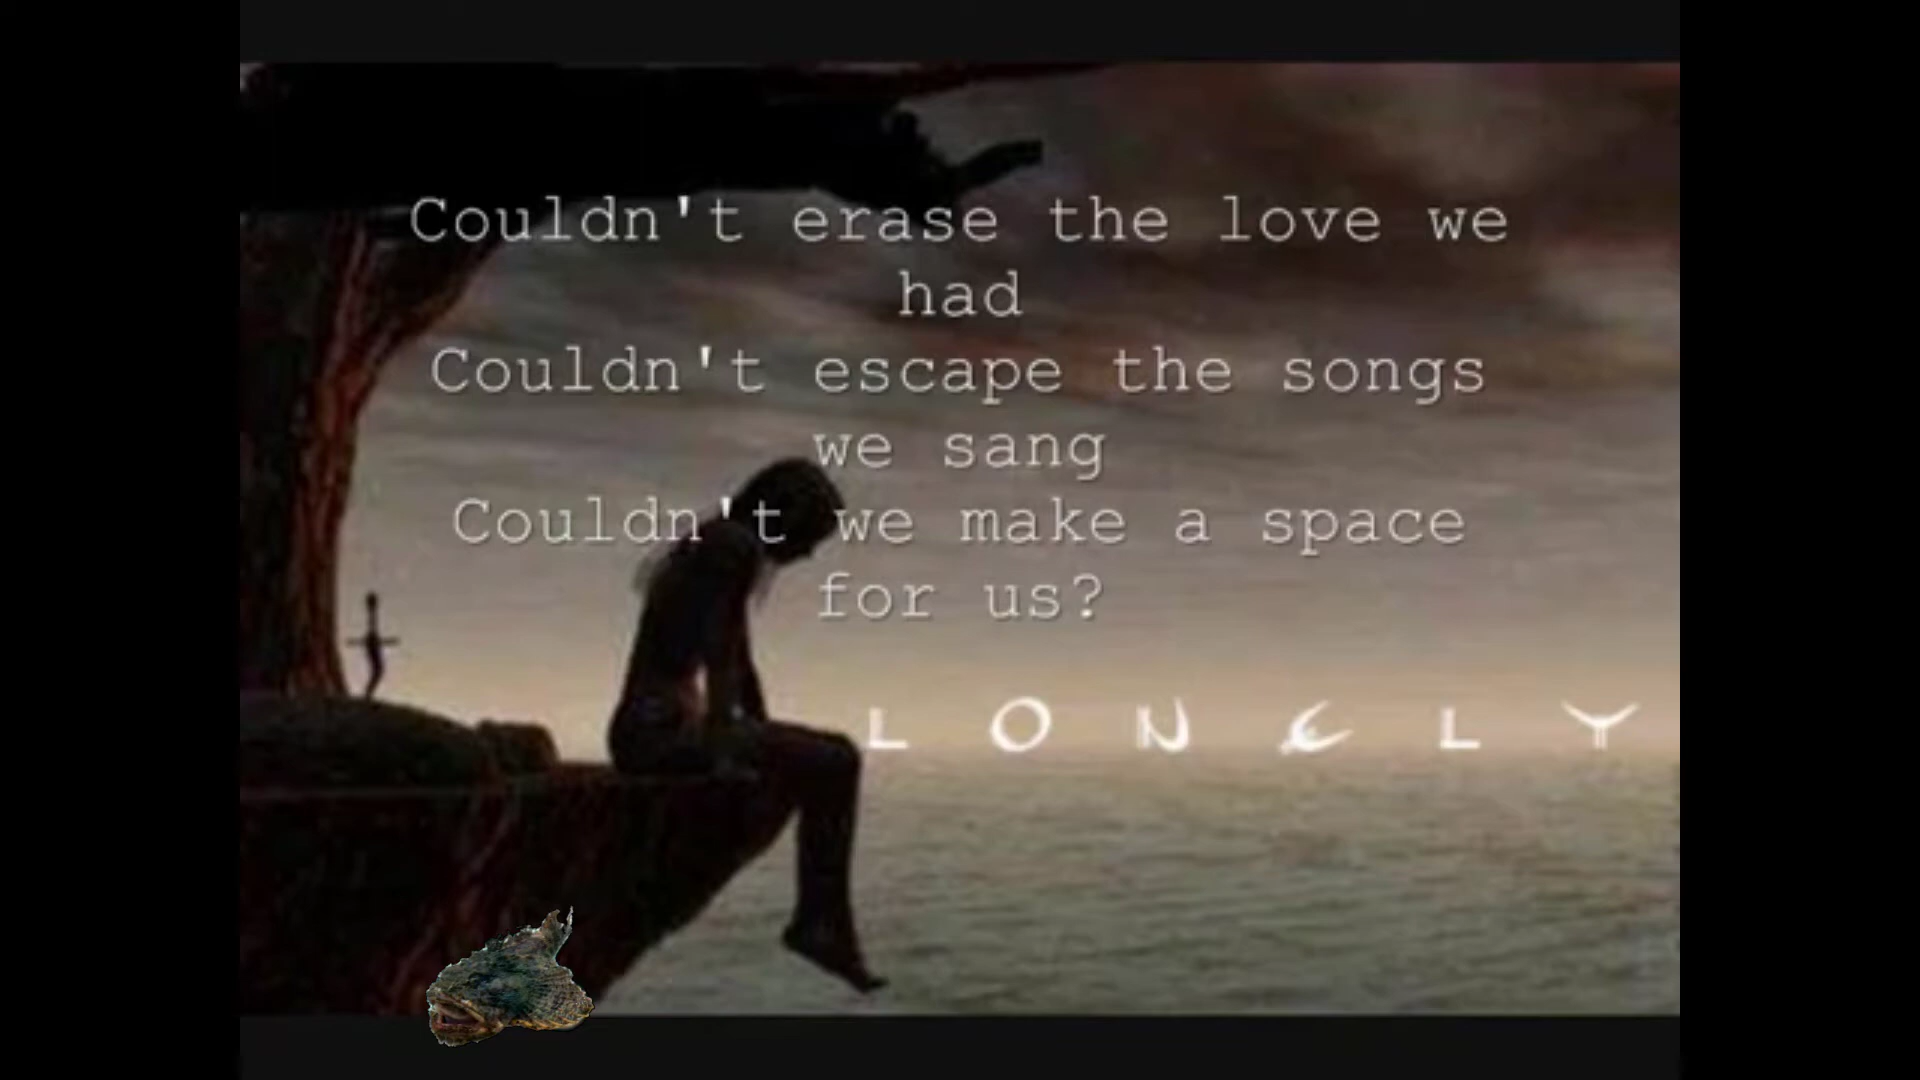 Couldn't erase the love we
had
Couldn't escape the songs
we sang
Couldn't we make a space
for us?
LONELY